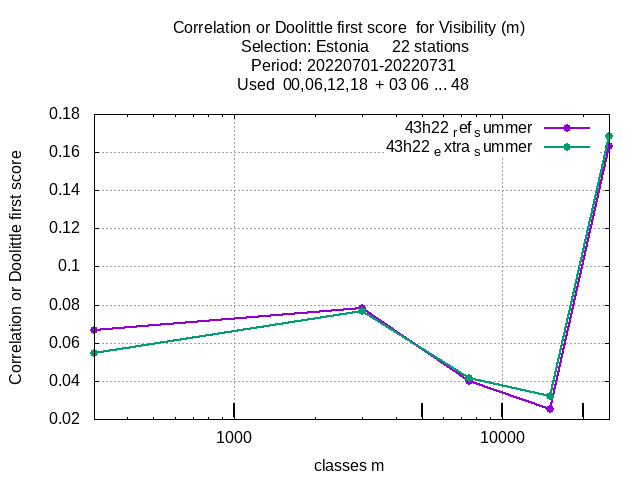 Correlation or Doolittle first score  for Visibility (m)
Selection: Estonia     22 stations
Period: 20220701-20220731
Used  00,06,12,18  + 03 06 ... 48
Correlation or Doolittle first score
0.18
0.16
0.14
0.12
0.1
0.08
0.06
0.04
0.02
43h22 ref summer
43h22 extra summer
1000
10000
classes m